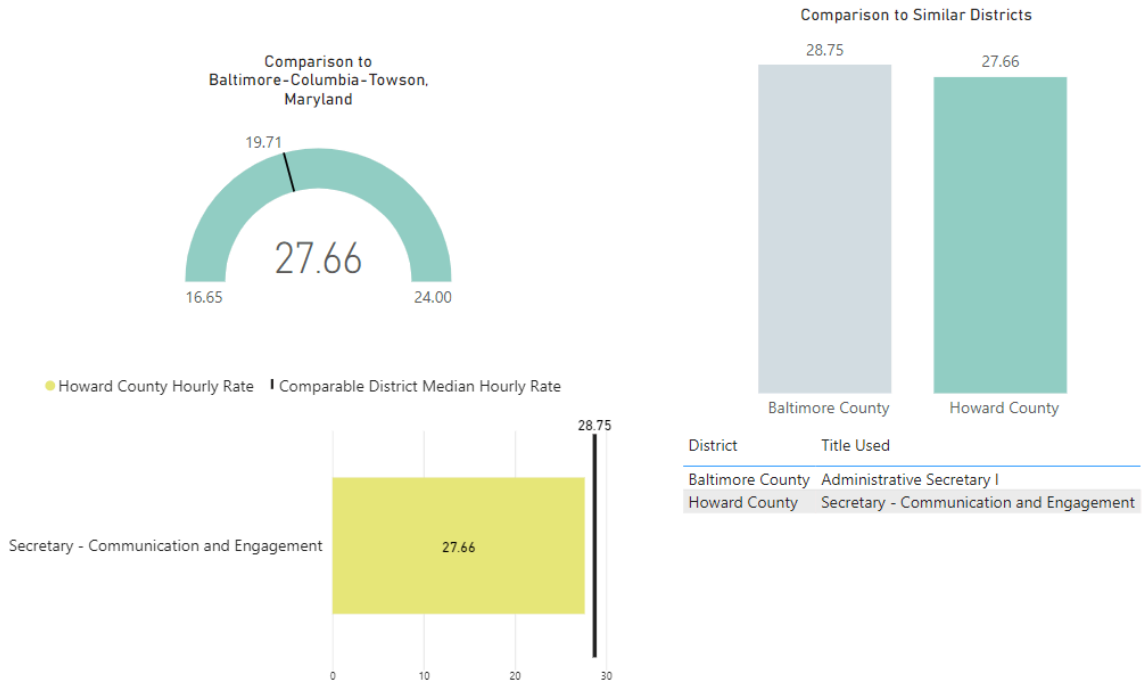 Comparison to
Baltimore-Columbia-Towson,
Maryland
19.71
27.66
16.65
24.00
Comparison to Similar Districts
28.75
27.66
Baltimore County
Howard County
District Title Used
Baltimore County Administrative Secretary I
Howard County Secretary - Communication and Engagement
Howard County Hourly Rate Comparable District Median Hourly Rate
28.75
Secretary - Communication and Engagement
27.66
0 10 20 30